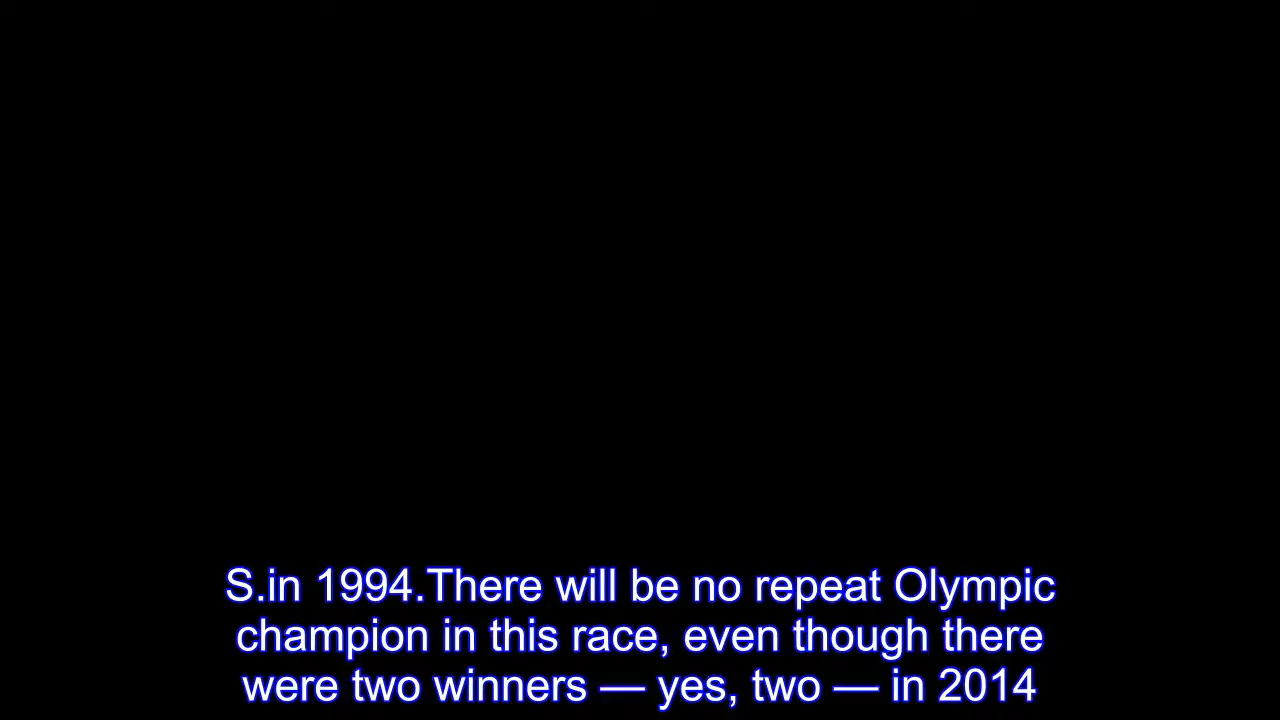 S.in 1994.There will be no repeat Olympic
champion in this race, even though there
were two winners — yes, two — in 2014